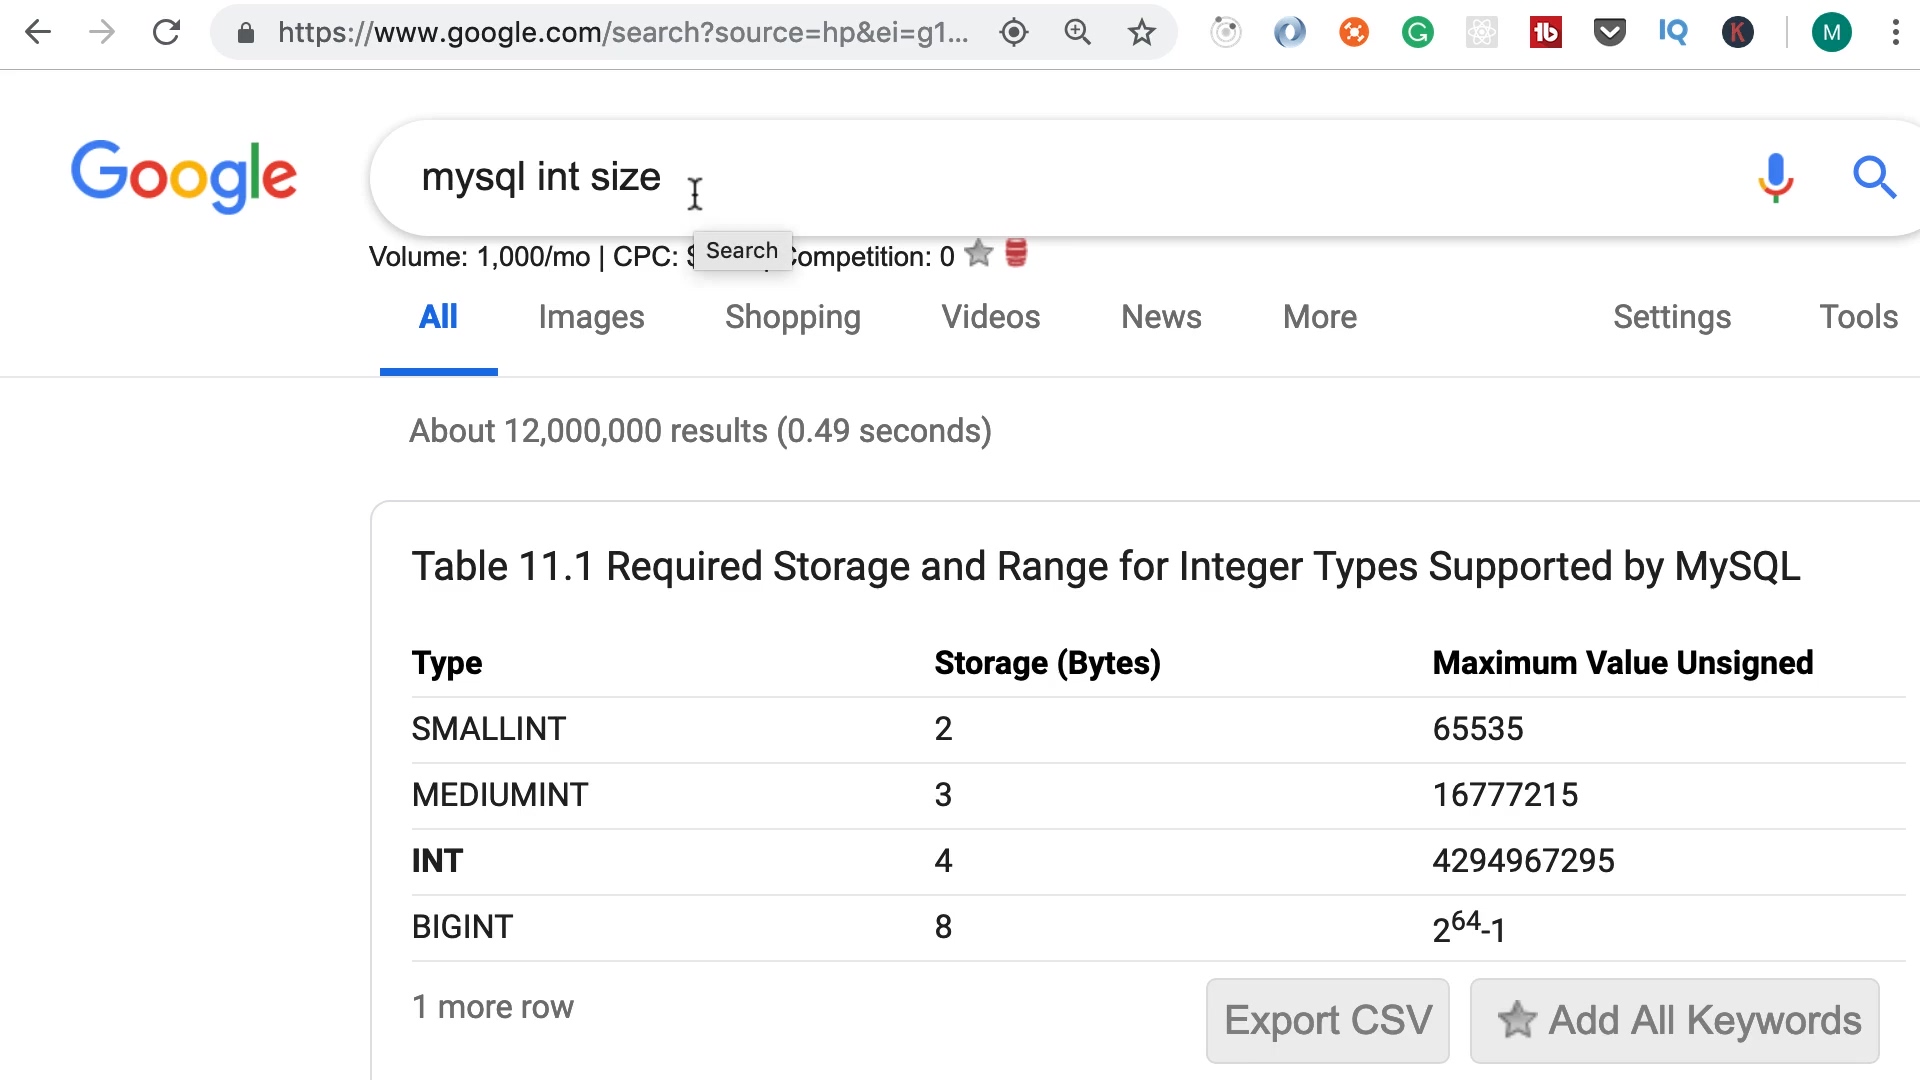 https://www.google.com/search?source=hp&ei=g1...
G
tb
IQ
K
M
Google
mysql int size
Volume: 1,000/mo | CPC: $ Competition: 0
Search
All Images Shopping Videos News More Settings Tools
About 12,000,000 results (0.49 seconds)
Table 11.1 Required Storage and Range for Integer Types Supported by MySQL
Type Storage (Bytes) Maximum Value Unsigned
SMALLINT 2 65535
MEDIUMINT 3 16777215
INT 4 4294967295
BIGINT 8 2⁶⁴-1
1 more row
Export CSV Add All Keywords